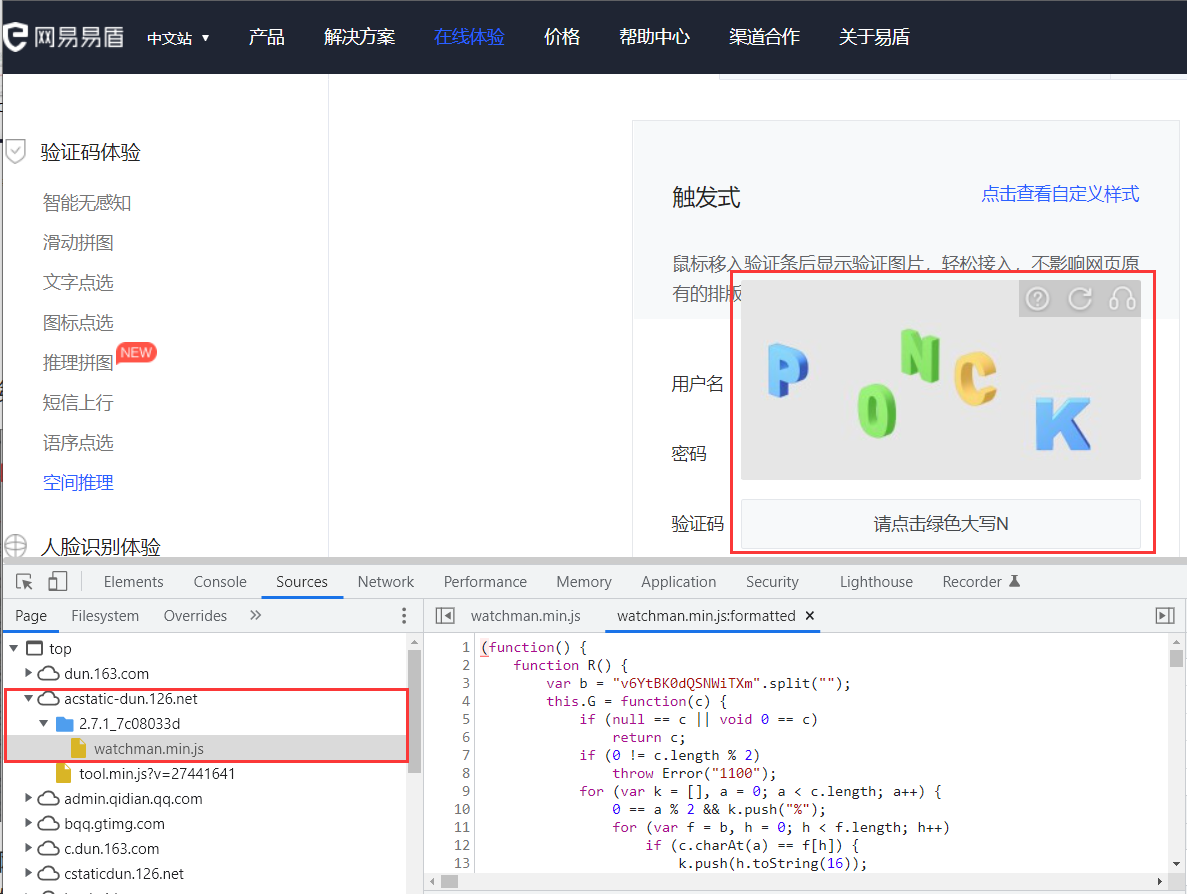 网易易盾 中文站 ▼ 产品 解决方案 在线体验 价格 帮助中心 渠道合作 关于易盾
验证码体验
智能无感知
滑动拼图
文字点选
图标点选
推理拼图 NEW
短信上行
语序点选
空间推理
人脸识别体验
触发式 点击查看自定义样式
鼠标移入验证条后显示验证图片，轻松接入，不影响网页原
有的排版
用户名
密码
验证码
P O N C K
请点击绿色大写N
Elements Console Sources Network Performance Memory Application Security Lighthouse Recorder
Page Filesystem Overrides »
top
dun.163.com
acstatic-dun.126.net
2.7.1_7c08033d
watchman.min.js
tool.min.js?v=27441641
admin.qidian.qq.com
bqq.gtimg.com
c.dun.163.com
cstaticdun.126.net
watchman.min.js watchman.min.js:formatted ×
1 (function() {
2 function R() {
3 var b = "v6YtBK0dQSNWiTXm".split("");
4 this.G = function(c) {
5 if (null == c || void 0 == c)
6 return c;
7 if (0 != c.length % 2)
8 throw Error("1100");
9 for (var k = [], a = 0; a < c.length; a++) {
10 0 == a % 2 && k.push("%");
11 for (var f = b, h = 0; h < f.length; h++)
12 if (c.charAt(a) == f[h]) {
13 k.push(h.toString(16));